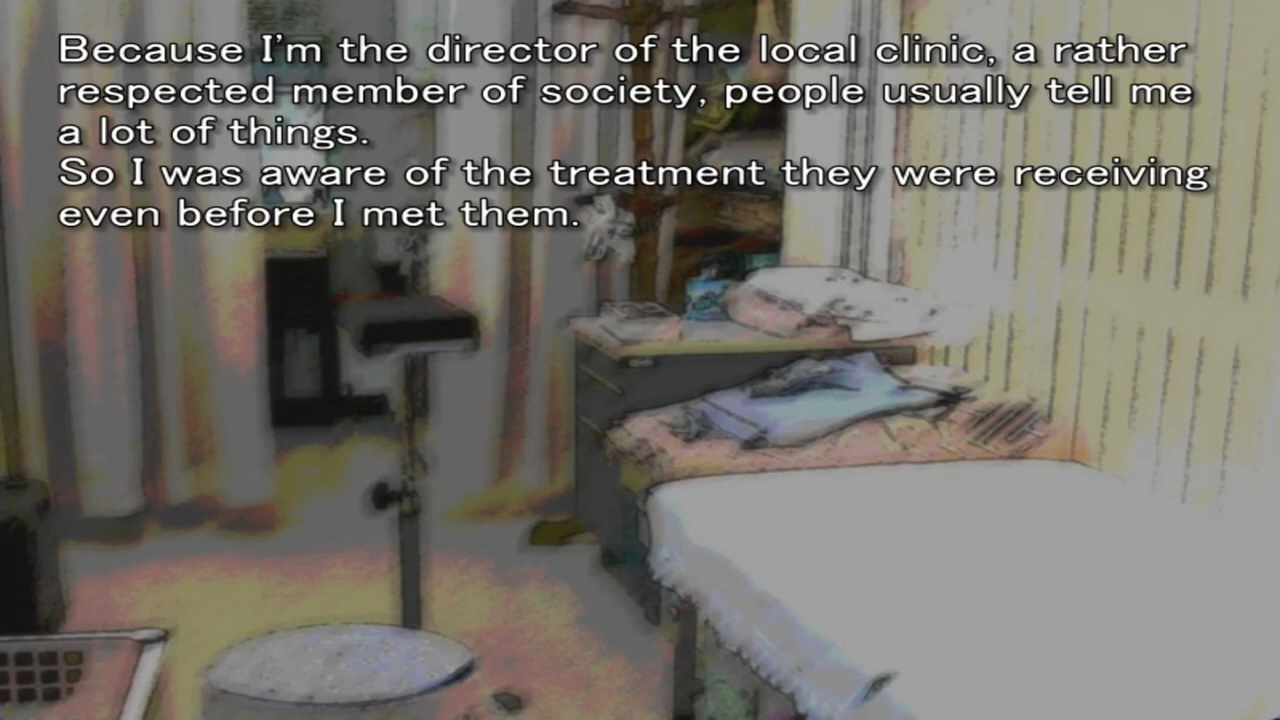 Because I'm the director of the local clinic, a rather
respected member of society, people usually tell me
a lot of things.
So I was aware of the treatment they were receiving
even before I met them.